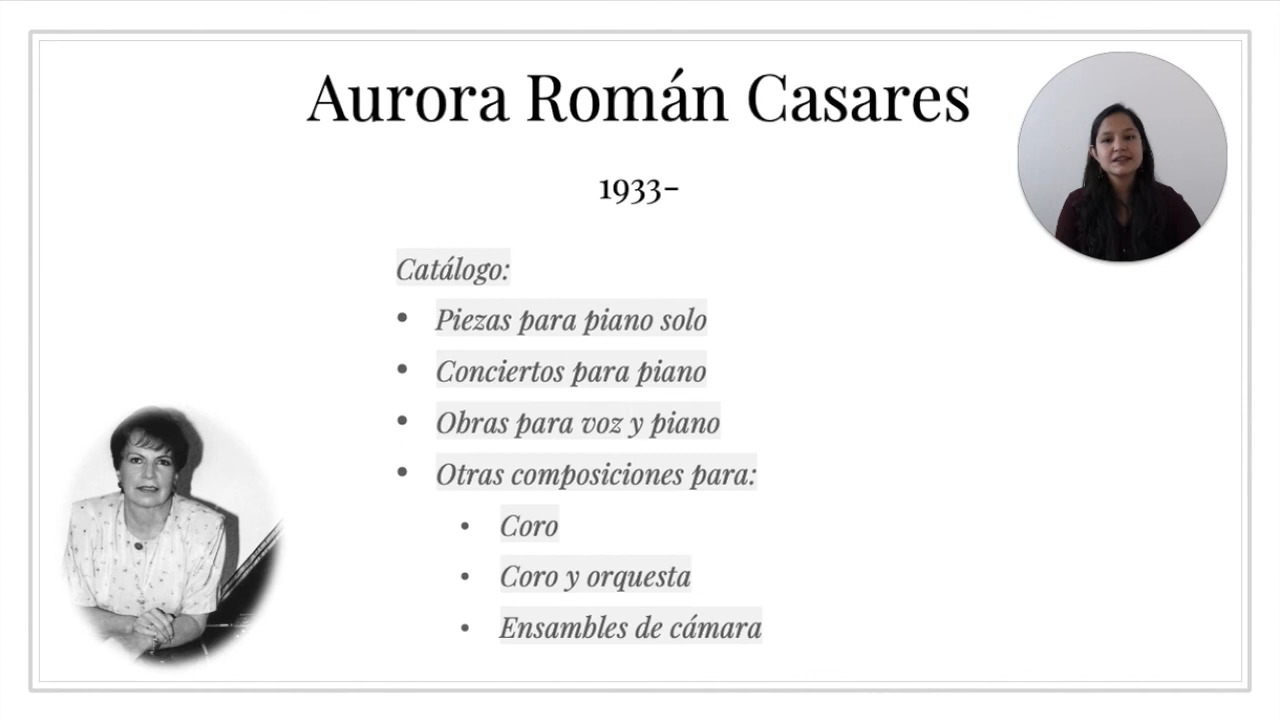 Aurora Román Casares
1933-
Catálogo:
• Piezas para piano solo
• Conciertos para piano
• Obras para voz y piano
• Otras composiciones para:
• Coro
• Coro y orquesta
• Ensambles de cámara